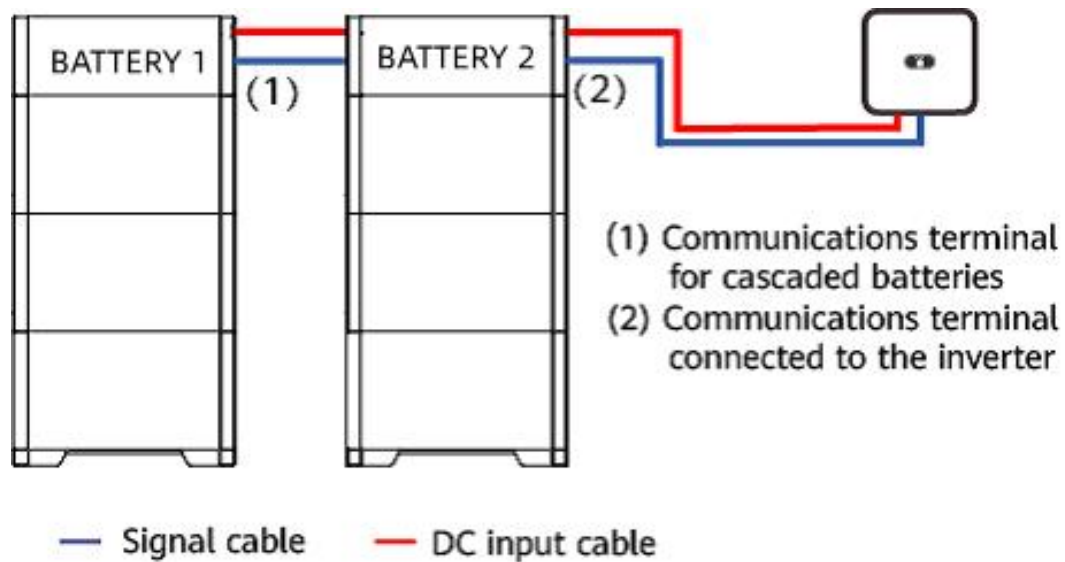 BATTERY 1
BATTERY 2
(1)
(2)
(1) Communications terminal
for cascaded batteries
(2) Communications terminal
connected to the inverter
Signal cable
DC input cable